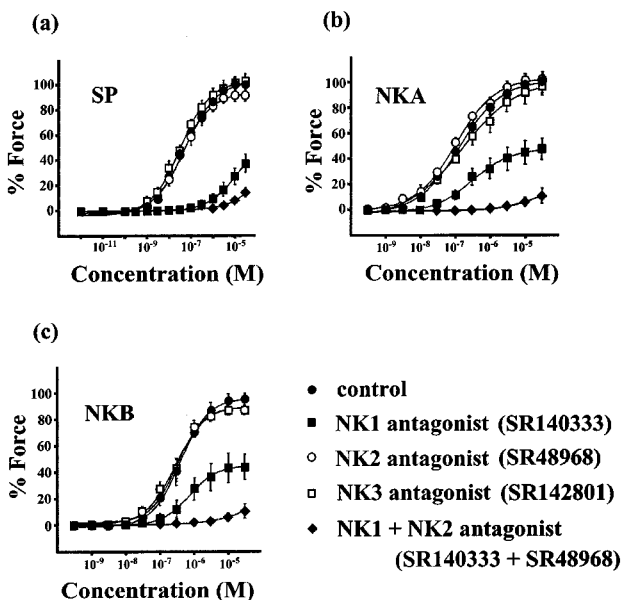 (a)
SP
% Force
100
80
60
40
20
0
10-11 10-9 10-7 10-5
Concentration (M)
(b)
NKA
% Force
100
80
60
40
20
0
10-9 10-8 10-7 10-6 10-5
Concentration (M)
(c)
NKB
% Force
100
80
60
40
20
0
10-9 10-8 10-7 10-6 10-5
Concentration (M)
control
NK1 antagonist (SR140333)
NK2 antagonist (SR48968)
NK3 antagonist (SR142801)
NK1 + NK2 antagonist
(SR140333 + SR48968)